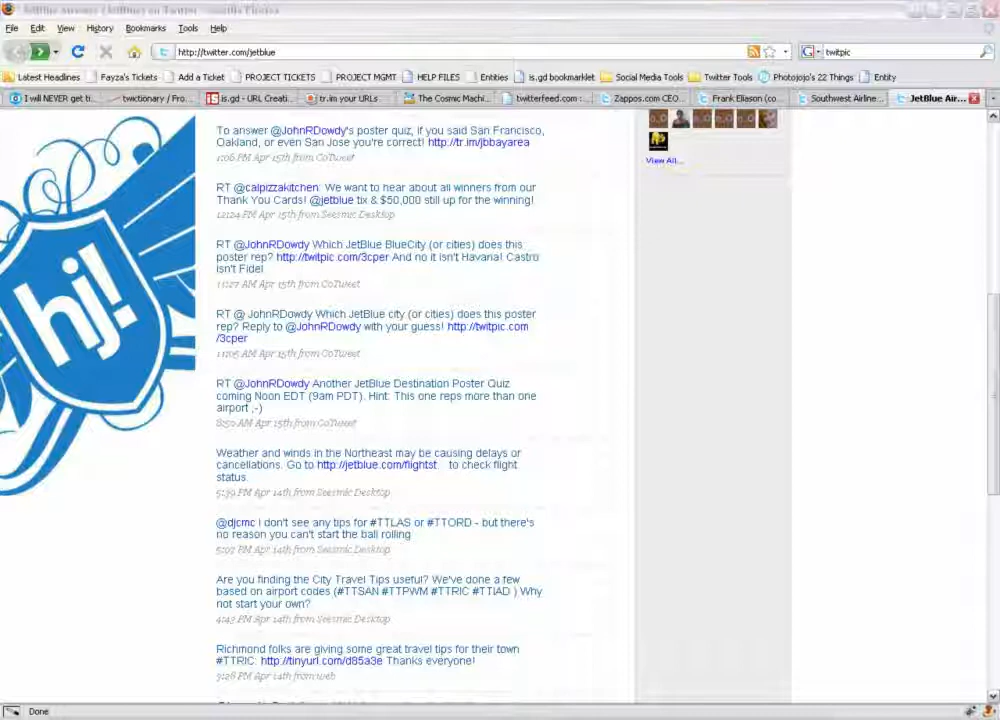 JetBlue Airways (JetBlue) on Twitter - Mozilla Firefox
File Edit View History Bookmarks Tools Help
http://twitter.com/jetblue
twitpic
Latest Headlines Fayza's Tickets Add a Ticket PROJECT TICKETS PROJECT MGMT HELP FILES Entities is.gd bookmarklet Social Media Tools Twitter Tools Photojojo's 22 Things Entity
I will NEVER get ti... twictionary / Fro... is.gd - URL Creati... tr.im your URLs The Cosmic Machi... twitterfeed.com : ... Zappos.com CEO... Frank Eliason (co... Southwest Airline... JetBlue Air...
To answer @JohnRDowdy's poster quiz, if you said San Francisco,
Oakland, or even San Jose you're correct! http://tr.im/jbbayarea
1:06 PM Apr 15th from CoTweet
View All...
RT @calpizzakitchen: We want to hear about all winners from our
Thank You Cards! @jetblue tix & $50,000 still up for the winning!
12:24 PM Apr 15th from Seesmic Desktop
RT @JohnRDowdy Which JetBlue BlueCity (or cities) does this
poster rep? http://twitpic.com/3cper And no it isn't Havana! Castro
isn't Fidel
11:27 AM Apr 15th from CoTweet
hj!
RT @ JohnRDowdy Which JetBlue city (or cities) does this poster
rep? Reply to @JohnRDowdy with your guess! http://twitpic.com
/3cper
11:05 AM Apr 15th from CoTweet
RT @JohnRDowdy Another JetBlue Destination Poster Quiz
coming Noon EDT (9am PDT). Hint: This one reps more than one
airport ;-)
8:50 AM Apr 15th from CoTweet
Weather and winds in the Northeast may be causing delays or
cancellations. Go to http://jetblue.com/flightst... to check flight
status.
5:39 PM Apr 14th from Seesmic Desktop
@djcmc I don't see any tips for #TTLAS or #TTORD - but there's
no reason you can't start the ball rolling
5:07 PM Apr 14th from Seesmic Desktop
Are you finding the City Travel Tips useful? We've done a few
based on airport codes (#TTSAN #TTPWM #TTRIC #TTIAD ) Why
not start your own?
4:43 PM Apr 14th from Seesmic Desktop
Richmond folks are giving some great travel tips for their town
#TTRIC: http://tinyurl.com/d85a3e Thanks everyone!
3:28 PM Apr 14th from web
Done